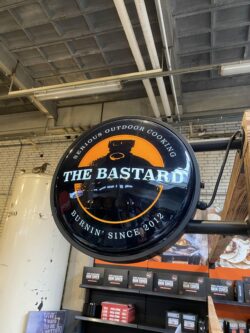 SERIOUS OUTDOOR COOKING
THE BASTARD
BURNIN' SINCE 2012